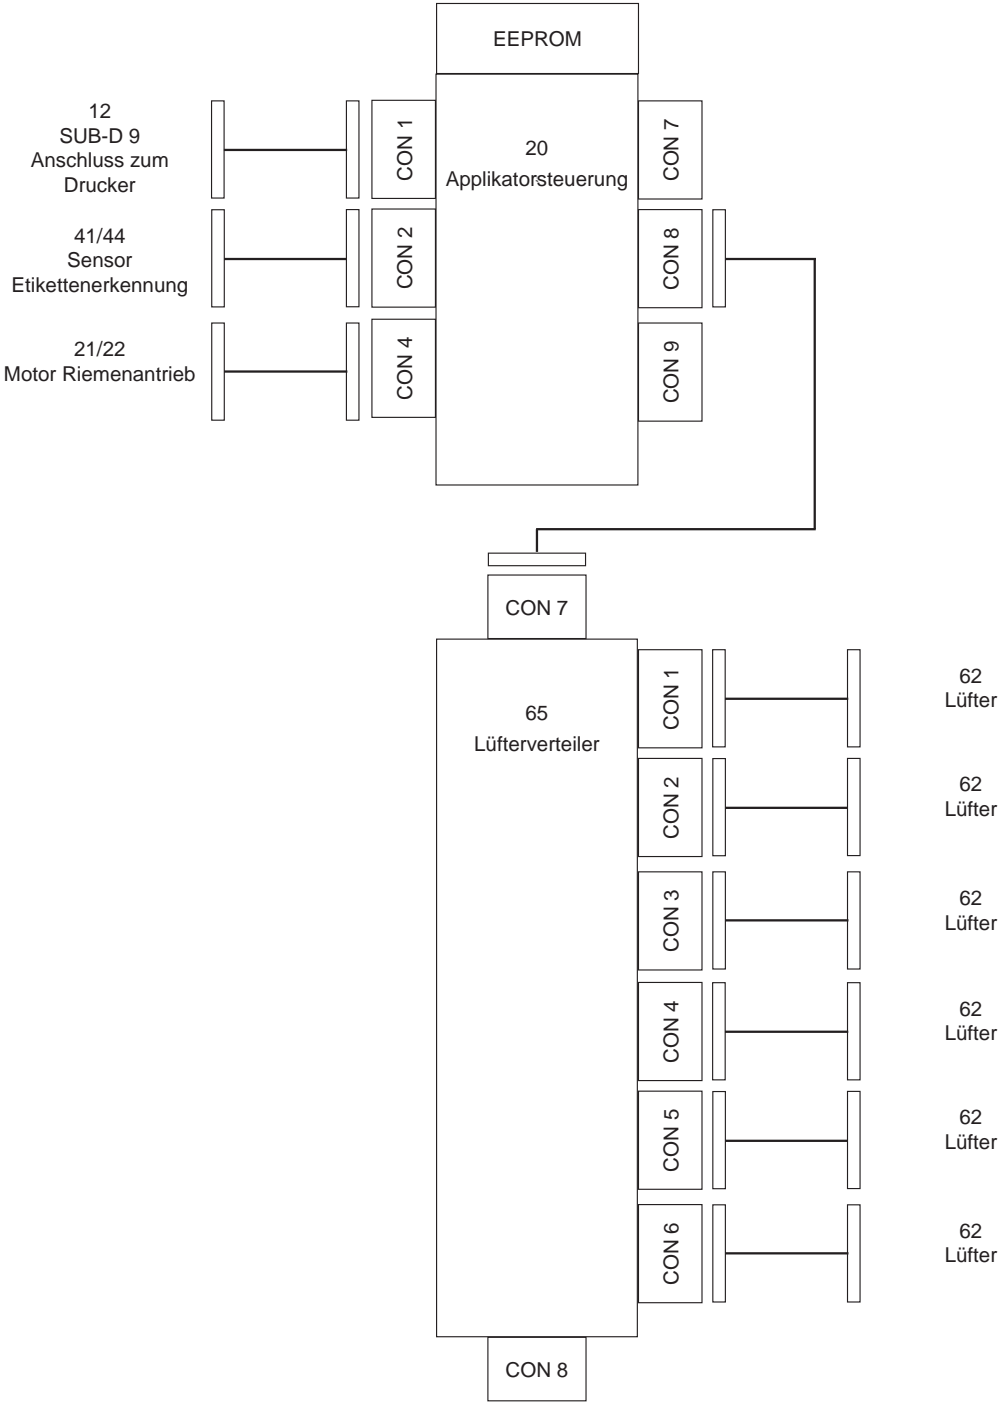 EEPROM
12
SUB-D 9
Anschluss zum
Drucker
CON 1
20
Applikatorsteuerung
CON 7
41/44
Sensor
Etikettenerkennung
CON 2
CON 8
21/22
Motor Riemenantrieb
CON 4
CON 9
CON 7
65
Lüfterverteiler
CON 1
62
Lüfter
CON 2
62
Lüfter
CON 3
62
Lüfter
CON 4
62
Lüfter
CON 5
62
Lüfter
CON 6
62
Lüfter
CON 8